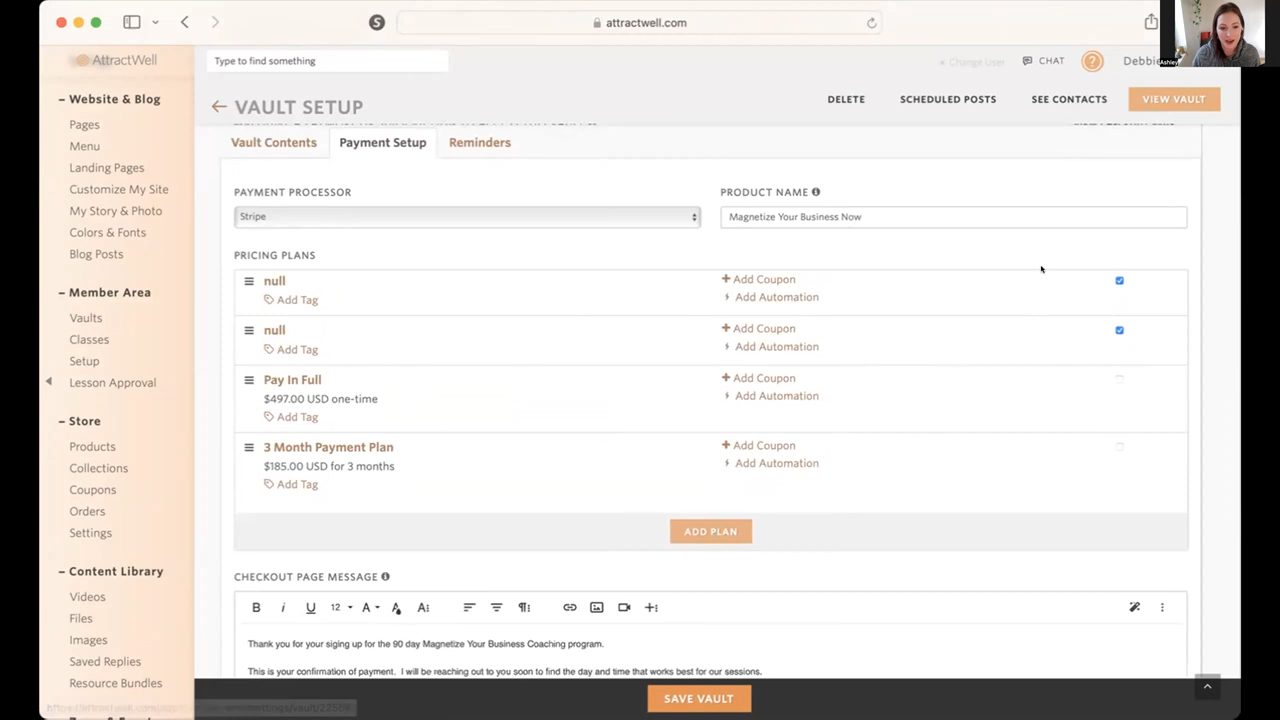 attractwell.com
Ashley
AttractWell
Type to find something
Change User
CHAT
Debbie
VAULT SETUP
DELETE
SCHEDULED POSTS
SEE CONTACTS
VIEW VAULT
– Website & Blog
Pages
Menu
Landing Pages
Customize My Site
My Story & Photo
Colors & Fonts
Blog Posts
– Member Area
Vaults
Classes
Setup
Lesson Approval
– Store
Products
Collections
Coupons
Orders
Settings
– Content Library
Videos
Files
Images
Saved Replies
Resource Bundles
Vault Contents
Payment Setup
Reminders
PAYMENT PROCESSOR
Stripe
PRODUCT NAME
Magnetize Your Business Now
PRICING PLANS
null
Add Tag
+ Add Coupon
Add Automation
null
Add Tag
+ Add Coupon
Add Automation
Pay In Full
$497.00 USD one-time
Add Tag
+ Add Coupon
Add Automation
3 Month Payment Plan
$185.00 USD for 3 months
Add Tag
+ Add Coupon
Add Automation
ADD PLAN
CHECKOUT PAGE MESSAGE
B i U 12 A A A
Thank you for your siging up for the 90 day Magnetize Your Business Coaching program.
This is your confirmation of payment. I will be reaching out to you soon to find the day and time that works best for our sessions.
SAVE VAULT